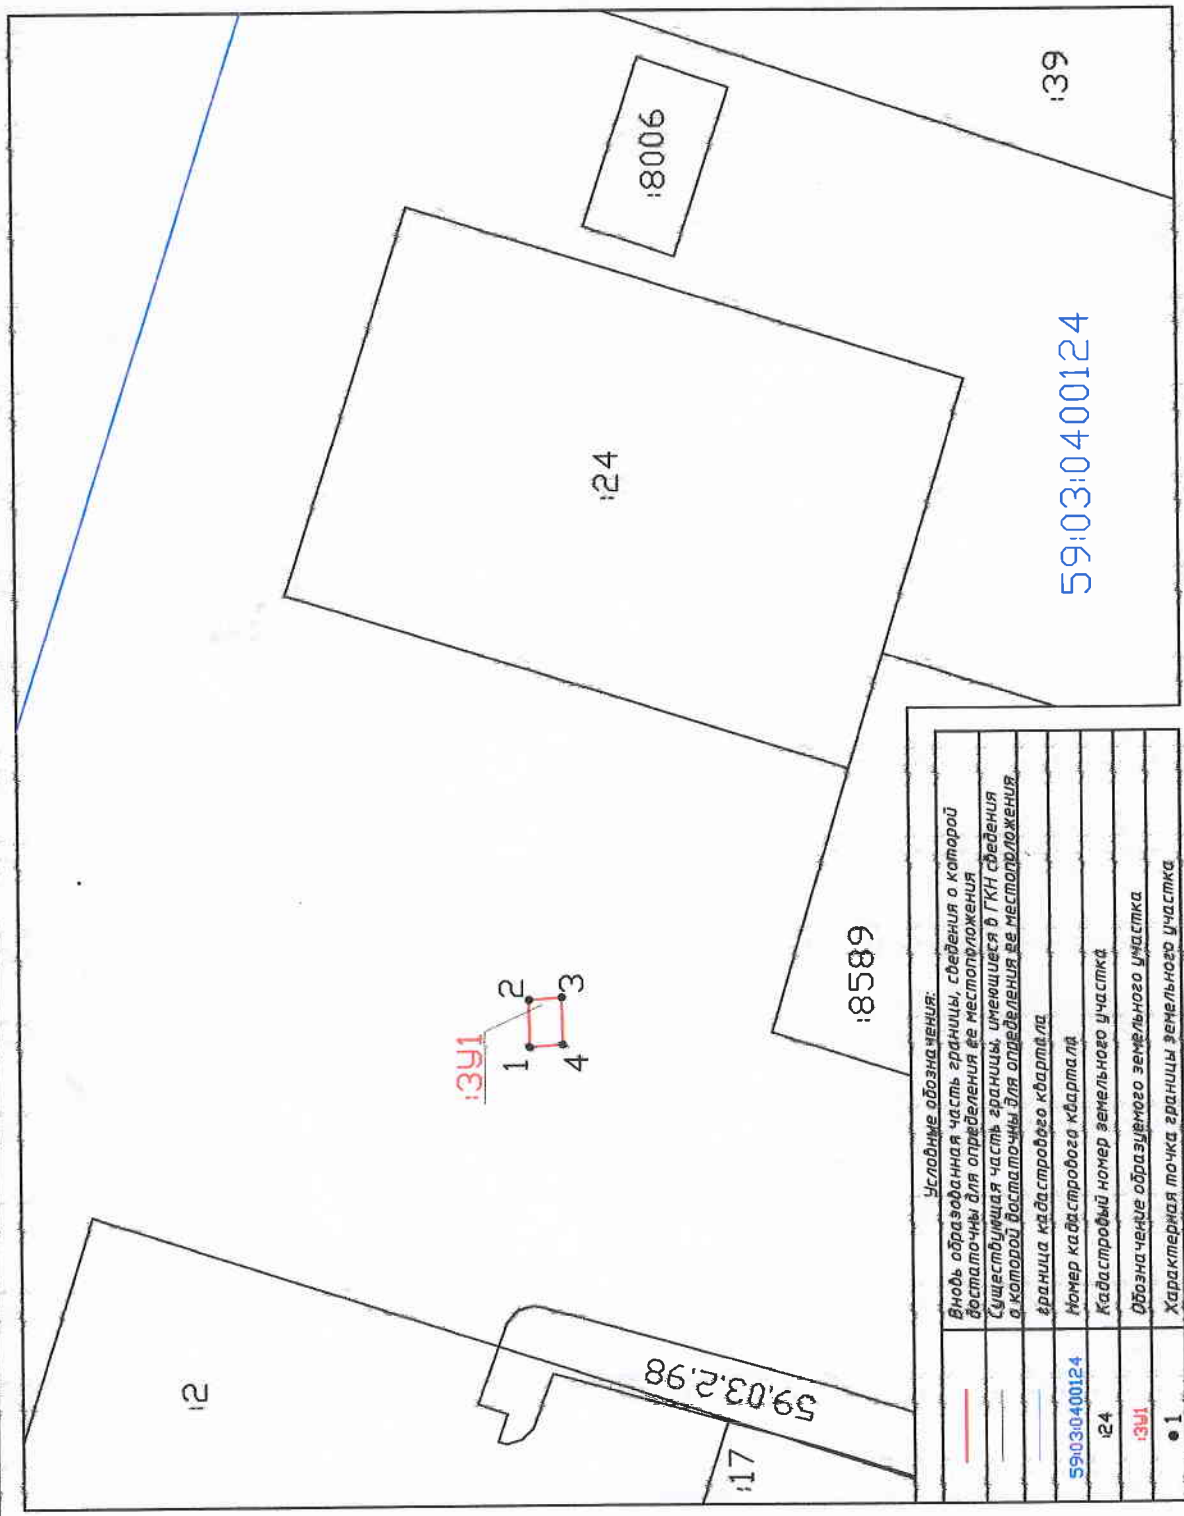 :39
:8006
:24
59:03:0400124
:2
:ЗУ1
1
2
3
4
:8589
59.03.2.98
:17
Условные обозначения:
Вновь образованная часть границы, сведения о которой
достаточны для определения ее местоположения
Существующая часть границы, имеющиеся в ГКН сведения
о которой достаточны для определения ее местоположения
граница кадастрового квартала
59:03:0400124 Номер кадастрового квартала
:24 Кадастровый номер земельного участка
:ЗУ1 Обозначение образуемого земельного участка
• 1 Характерная точка границы земельного участка